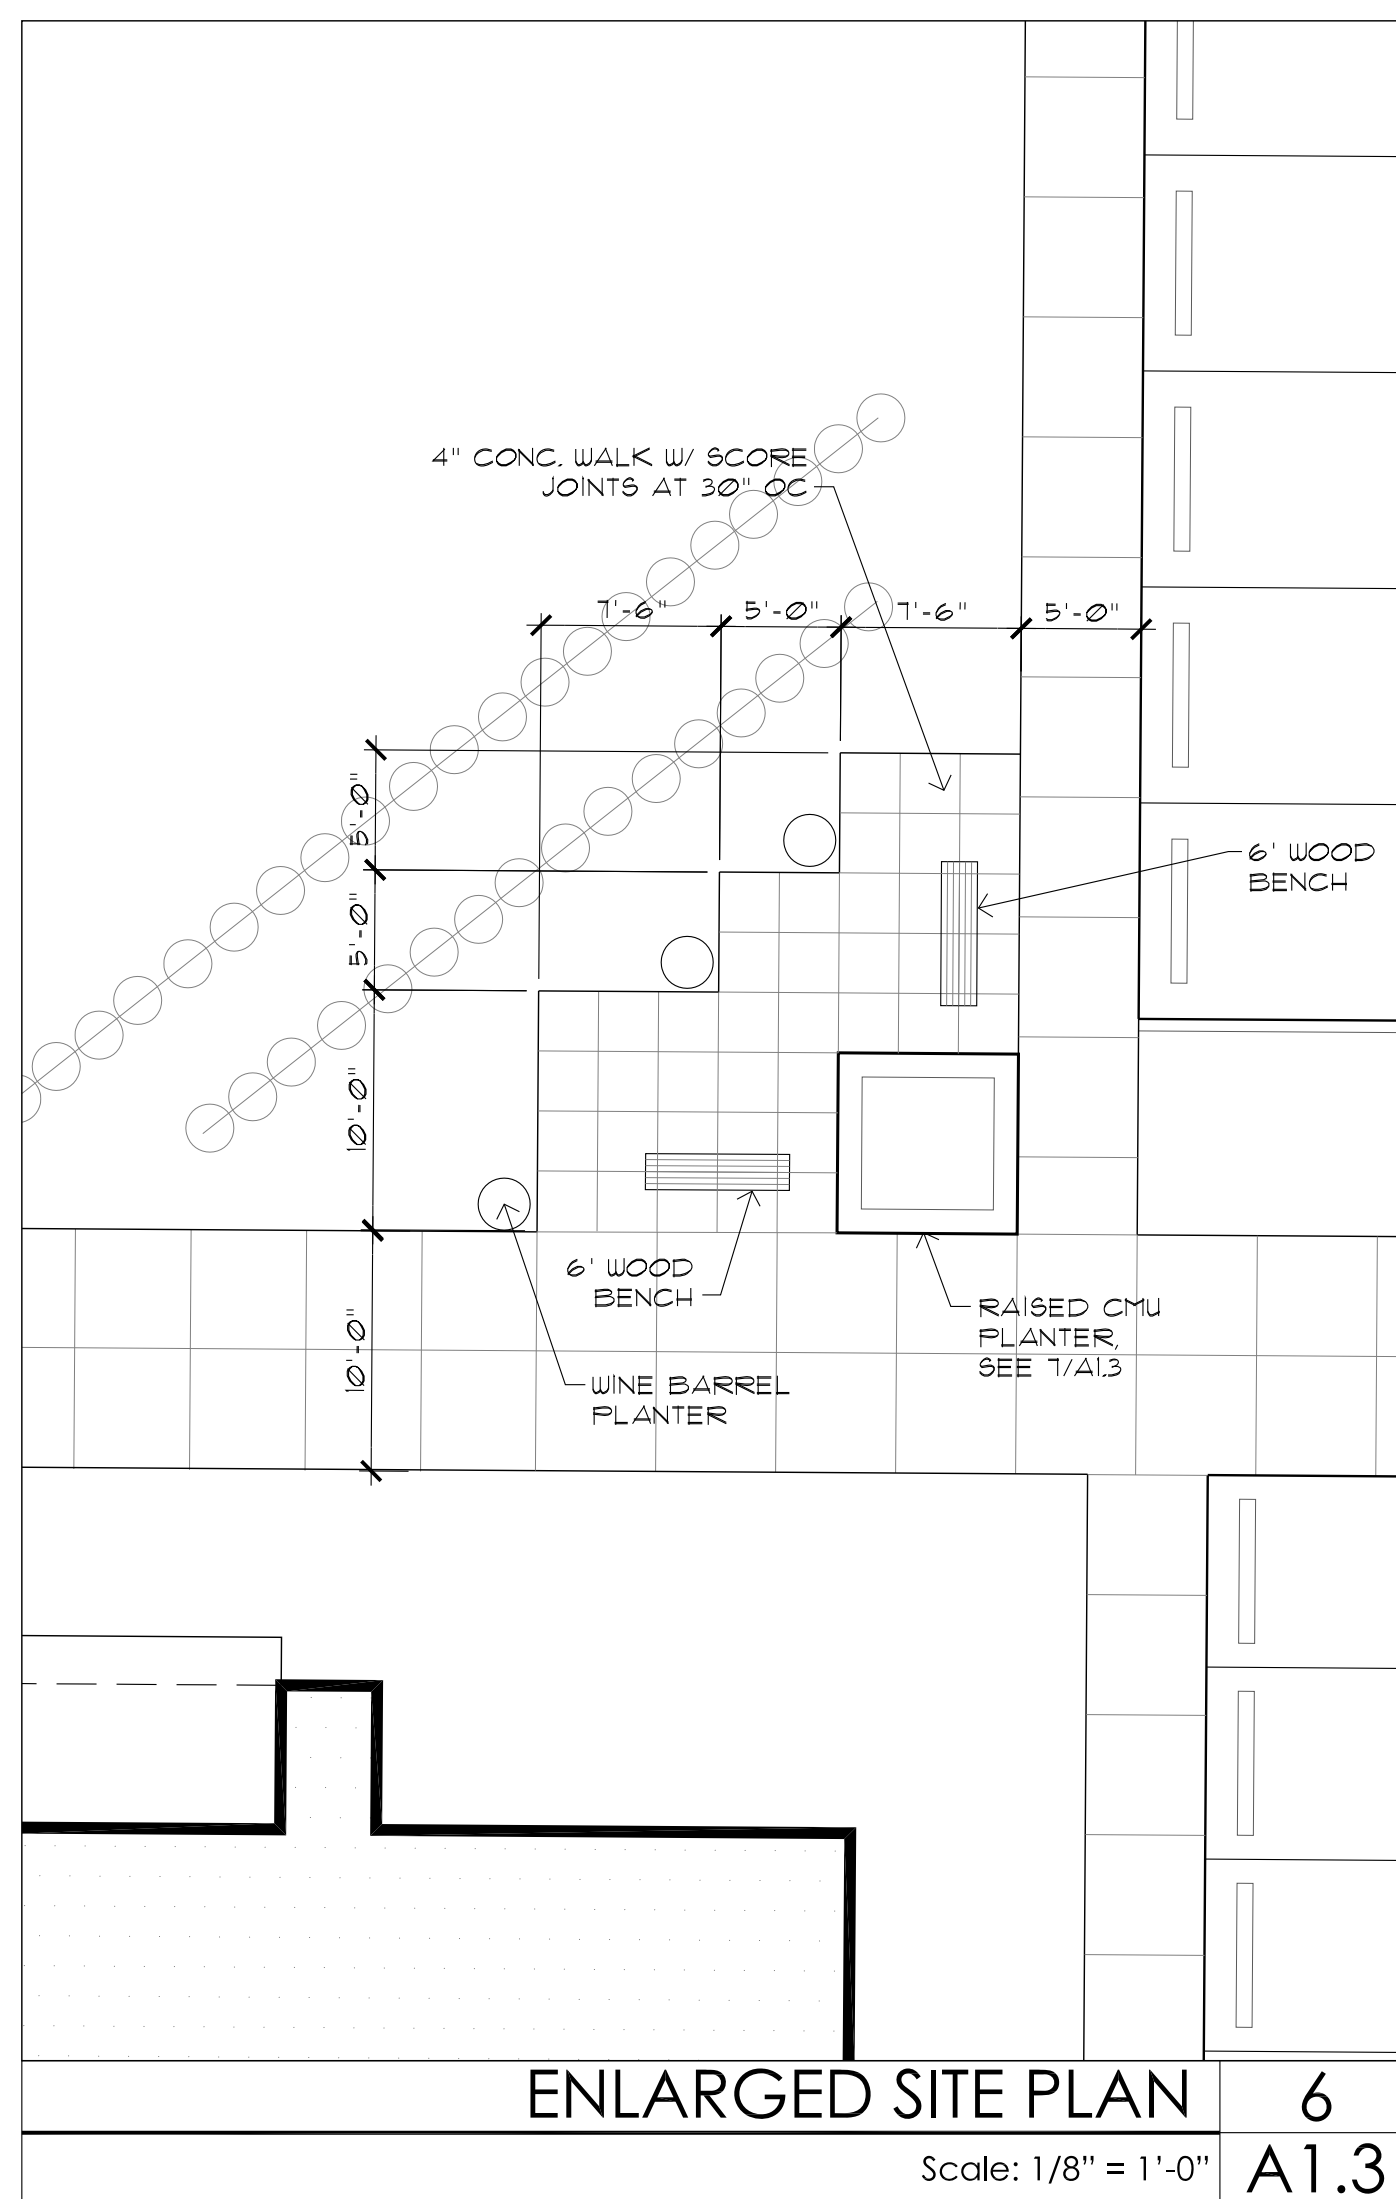 4" CONC. WALK W/ SCORE
JOINTS AT 30" OC
7'-6"
5'-0"
7'-6"
5'-0"
5'-0"
5'-0"
10'-0"
10'-0"
6' WOOD
BENCH
6' WOOD
BENCH
RAISED CMU
PLANTER,
SEE 7/A1.3
WINE BARREL
PLANTER
ENLARGED SITE PLAN
6
Scale: 1/8” = 1’-0”
A1.3